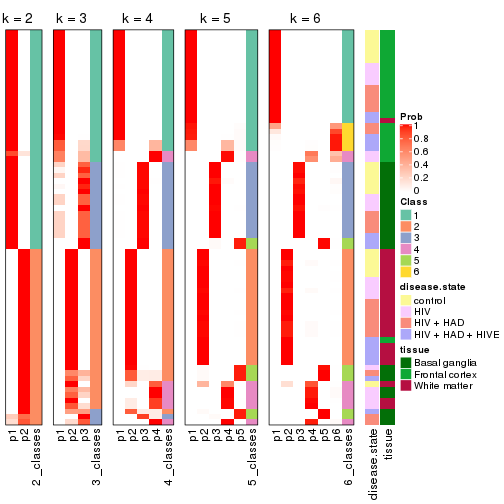 k = 2
k = 3
k = 4
k = 5
k = 6
p1
p2
2_classes
p1
p2
p3
3_classes
p1
p2
p3
p4
4_classes
p1
p2
p3
p4
p5
5_classes
p1
p2
p3
p4
p5
p6
6_classes
disease.state
tissue
Prob
1
0.8
0.6
0.4
0.2
0
Class
1
2
3
4
5
6
disease.state
control
HIV
HIV + HAD
HIV + HAD + HIVE
tissue
Basal ganglia
Frontal cortex
White matter